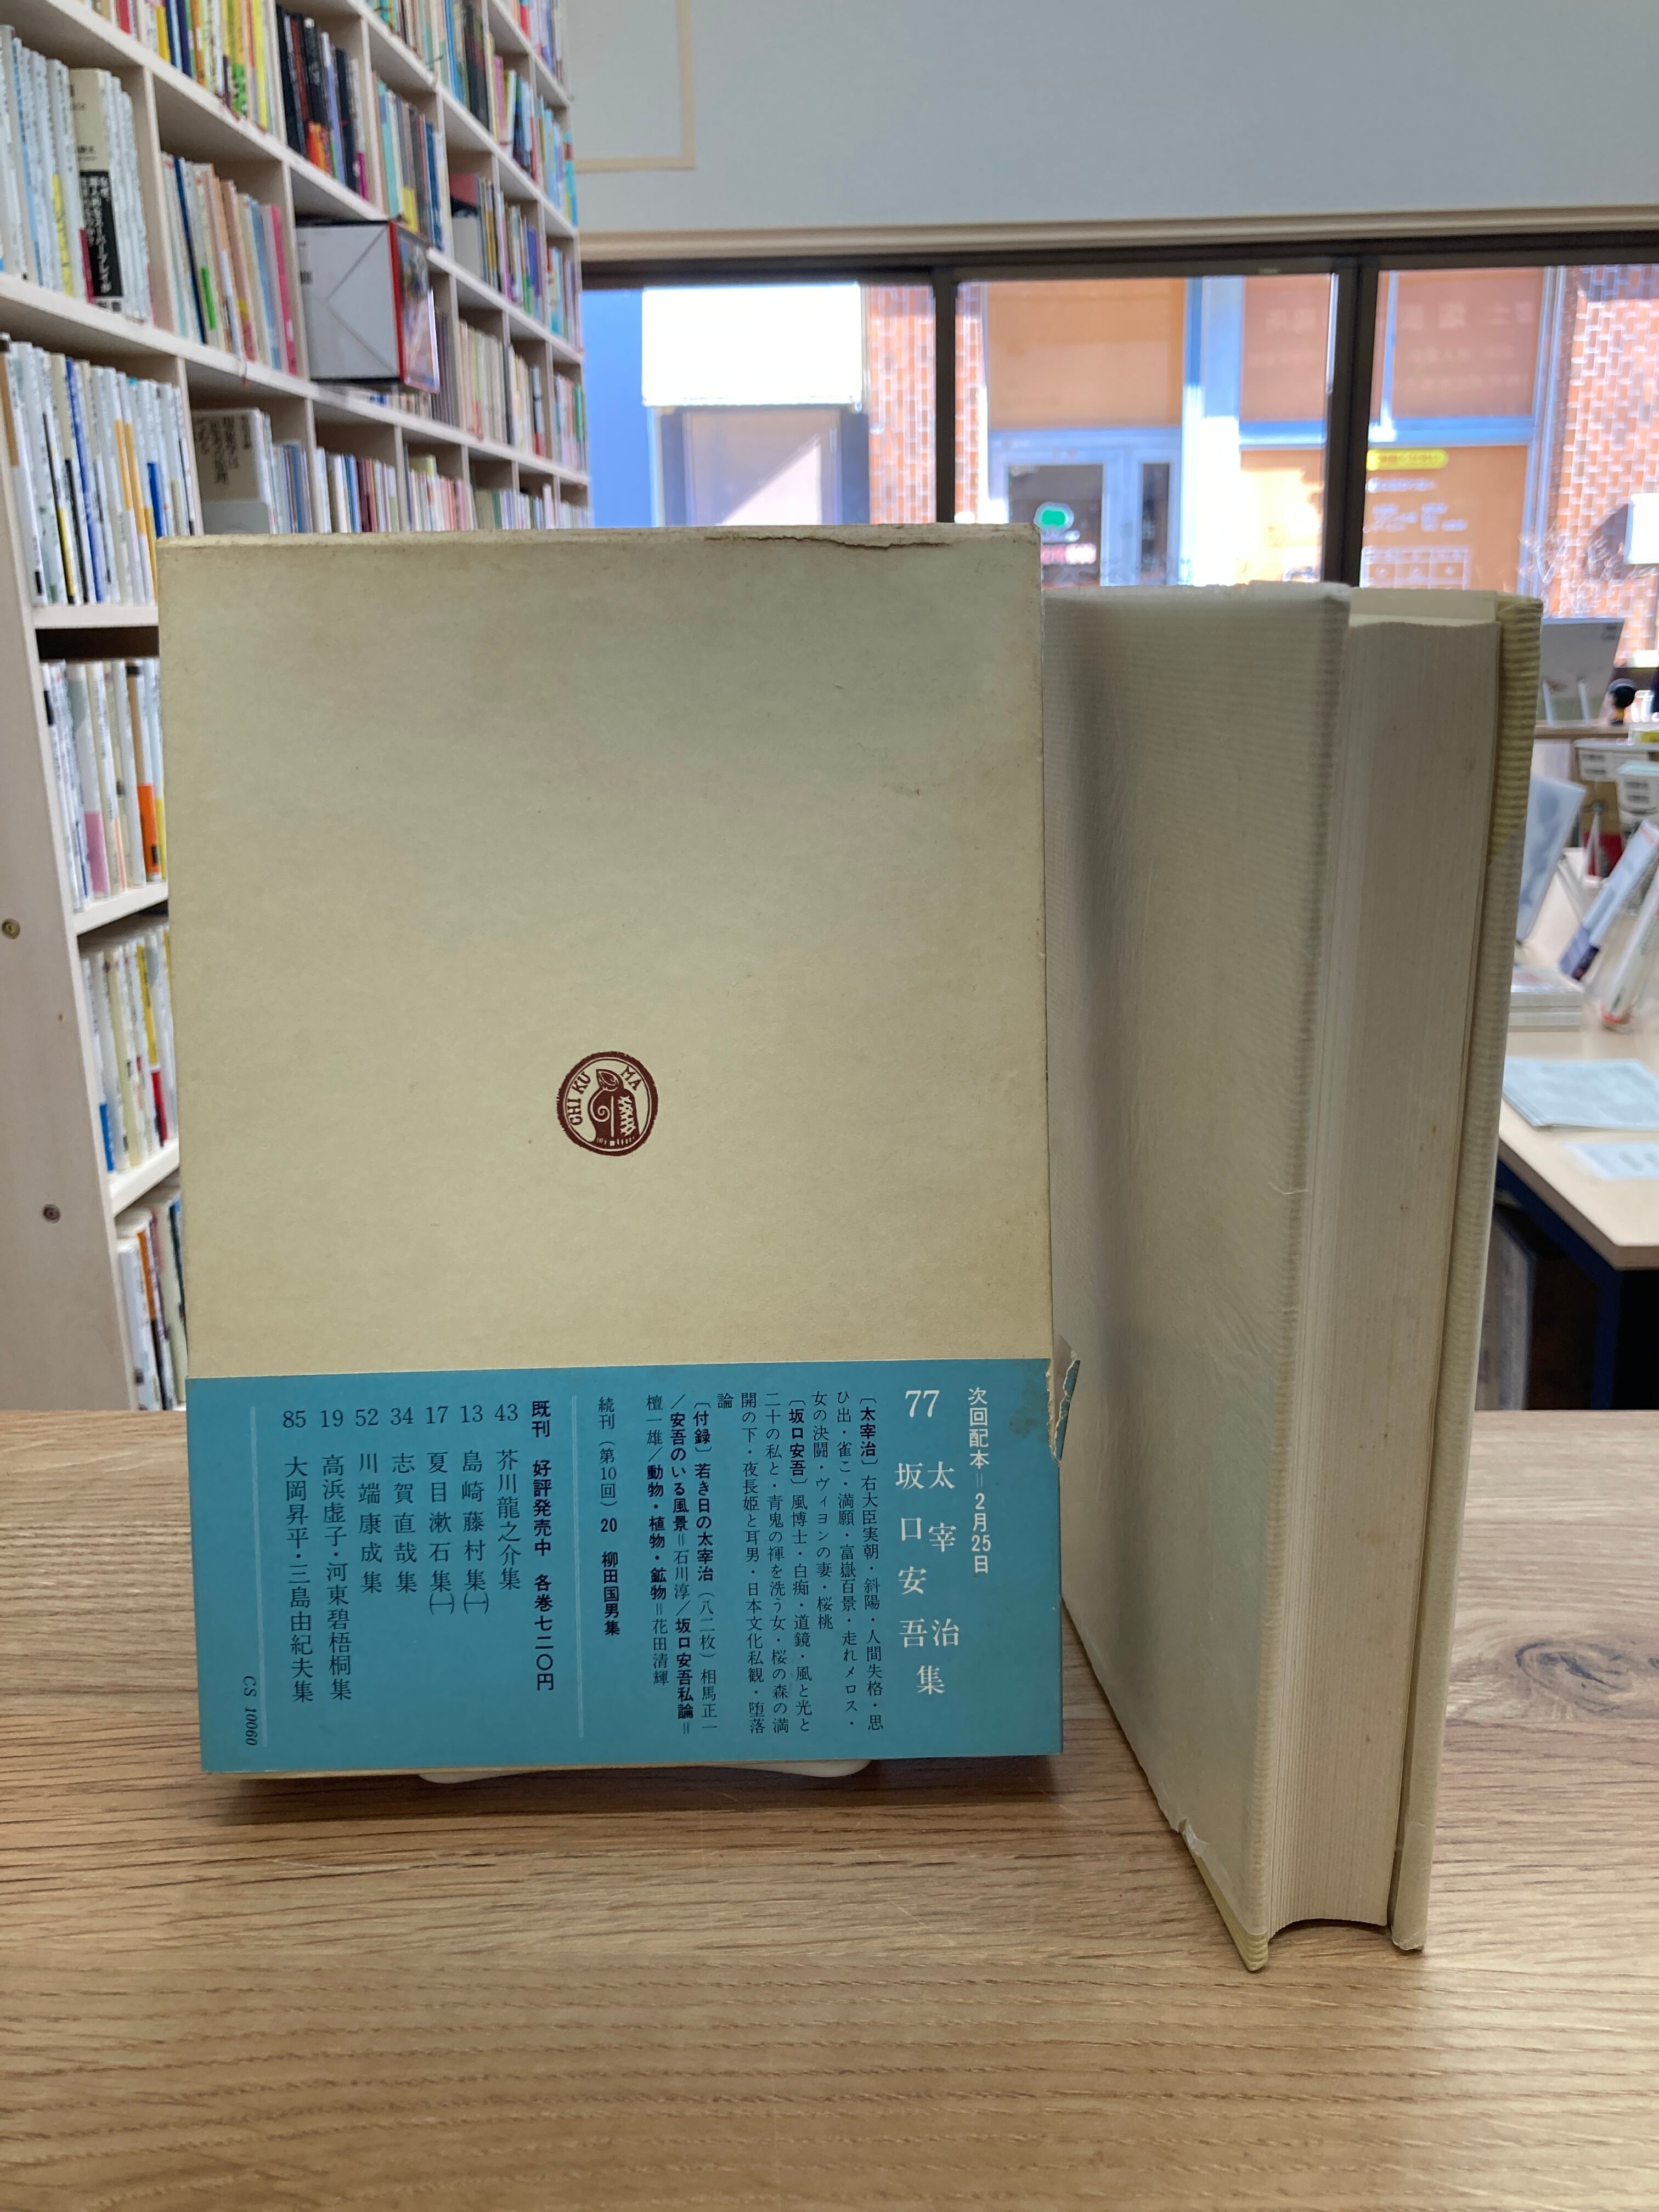 CHI KU MA
次回配本=2月25日
77 太宰治
坂口安吾集
〔太宰治〕右大臣実朝・斜陽・人間失格・思
ひ出・雀こ・満願・富嶽百景・走れメロス・
女の決闘・ヴィヨンの妻・桜桃
〔坂口安吾〕風博士・白痴・道鏡・風と光と
二十の私と・青鬼の褌を洗う女・桜の森の満
開の下・夜長姫と耳男・日本文化私観・堕落
論
〔付録〕若き日の太宰治(八二枚)相馬正一
/安吾のいる風景=石川淳/坂口安吾私論=
檀一雄/動物・植物・鉱物=花田清輝
続刊(第10回) 20 柳田国男集
既刊 好評発売中 各巻七二〇円
43 芥川龍之介集
13 島崎藤村集㈠
17 夏目漱石集㈠
34 志賀直哉集
52 川端康成集
19 高浜虚子・河東碧梧桐集
85 大岡昇平・三島由紀夫集
CS 10060